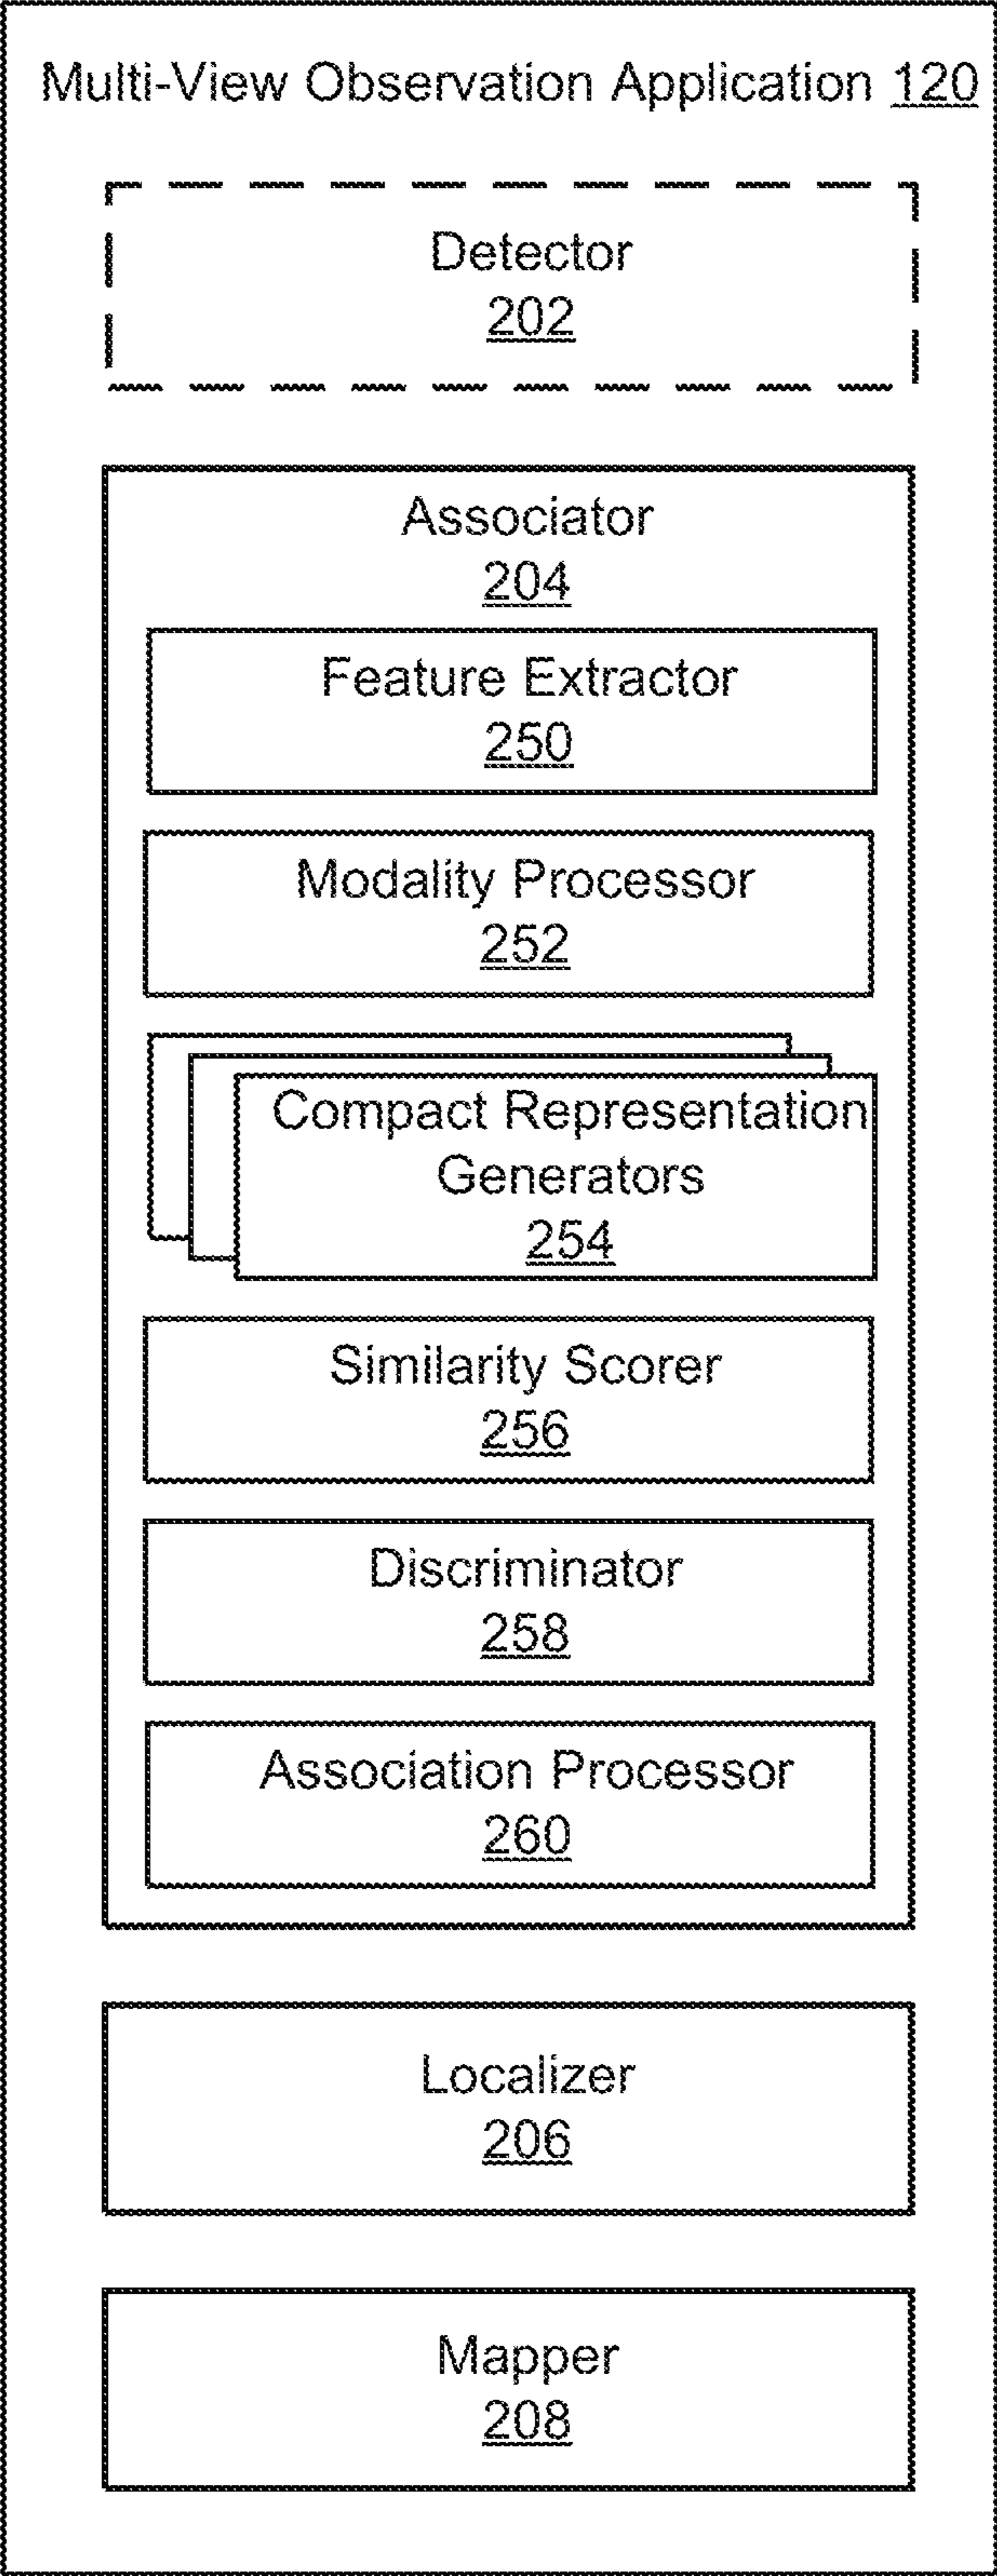 Multi-View Observation Application 120
Detector
202
Associator
204
Feature Extractor
250
Modality Processor
252
Compact Representation
Generators
254
Similarity Scorer
256
Discriminator
258
Association Processor
260
Localizer
206
Mapper
208